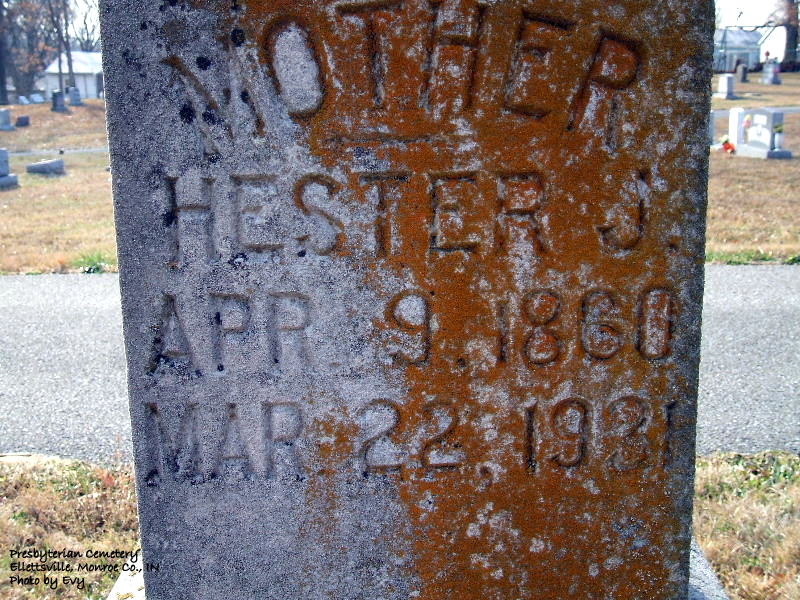 MOTHER
HESTER J.
APR. 9. 1860
MAR. 22, 1931
Presbyterian Cemetery
Ellettsville, Monroe Co., IN
Photo by Evy